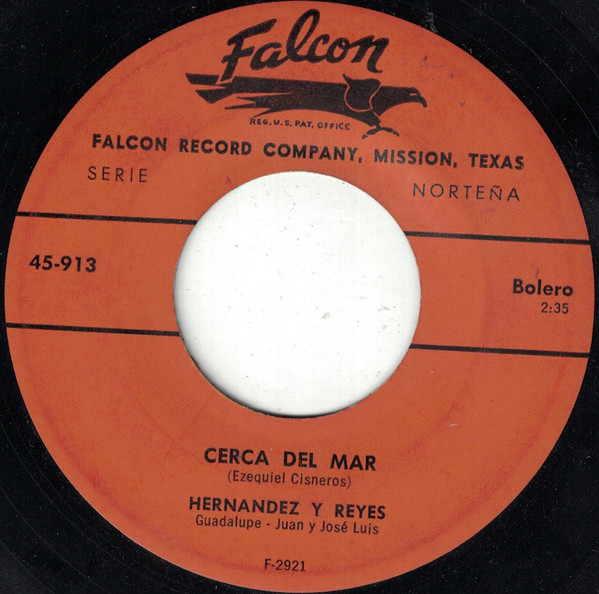 Falcon
REG. U.S. PAT. OFFICE
FALCON RECORD COMPANY, MISSION, TEXAS
SERIE NORTEÑA
45-913
Bolero
2:35
CERCA DEL MAR
(Ezequiel Cisneros)
HERNANDEZ Y REYES
Guadalupe - Juan y José Luis
F-2921